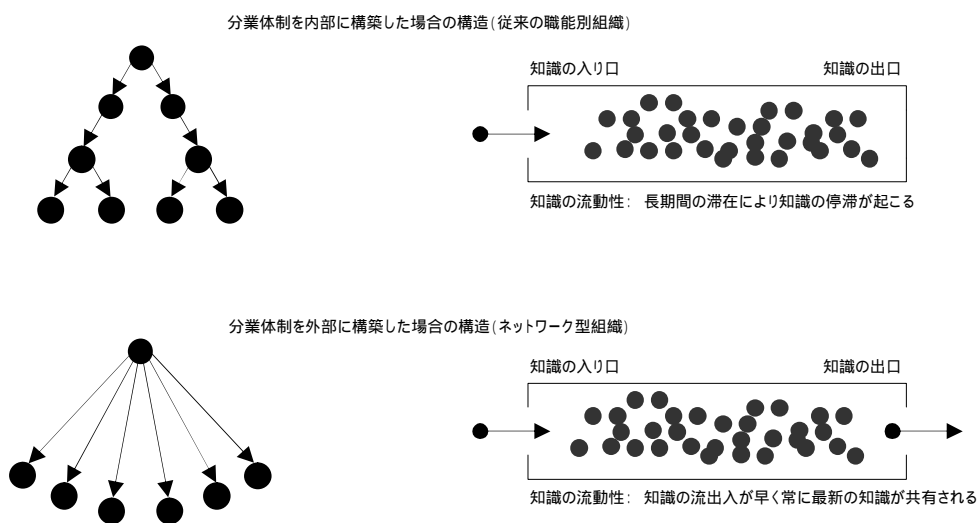 分業体制を内部に構築した場合の構造(従来の職能別組織)
知識の入り口
知識の出口
知識の流動性： 長期間の滞在により知識の停滞が起こる
分業体制を外部に構築した場合の構造(ネットワーク型組織)
知識の入り口
知識の出口
知識の流動性： 知識の流出入が早く常に最新の知識が共有される